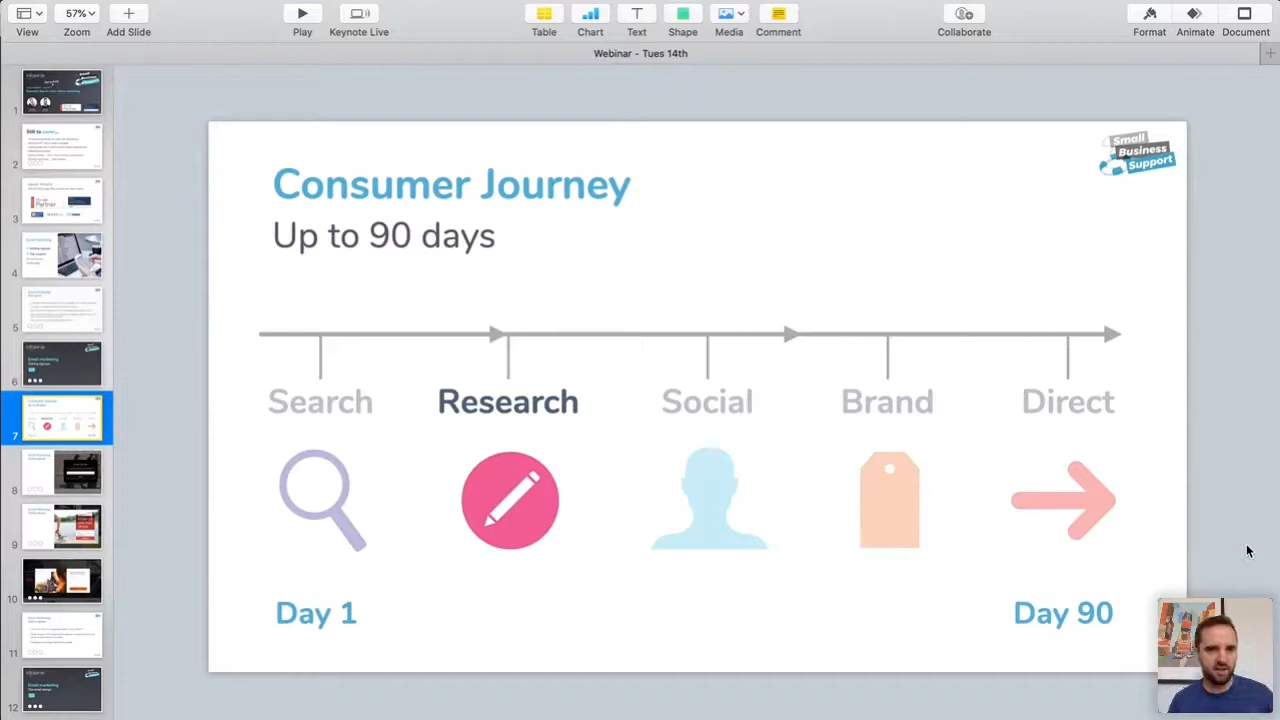 57%
View
Zoom
Add Slide
Play
Keynote Live
Table
Chart
Text
Shape
Media
Comment
Collaborate
Format
Animate
Document
Webinar - Tues 14th
Small
Business
Support
Consumer Journey
Up to 90 days
Search
Research
Social
Brand
Direct
Day 1
Day 90
1
2
3
4
5
6
7
8
9
10
11
12